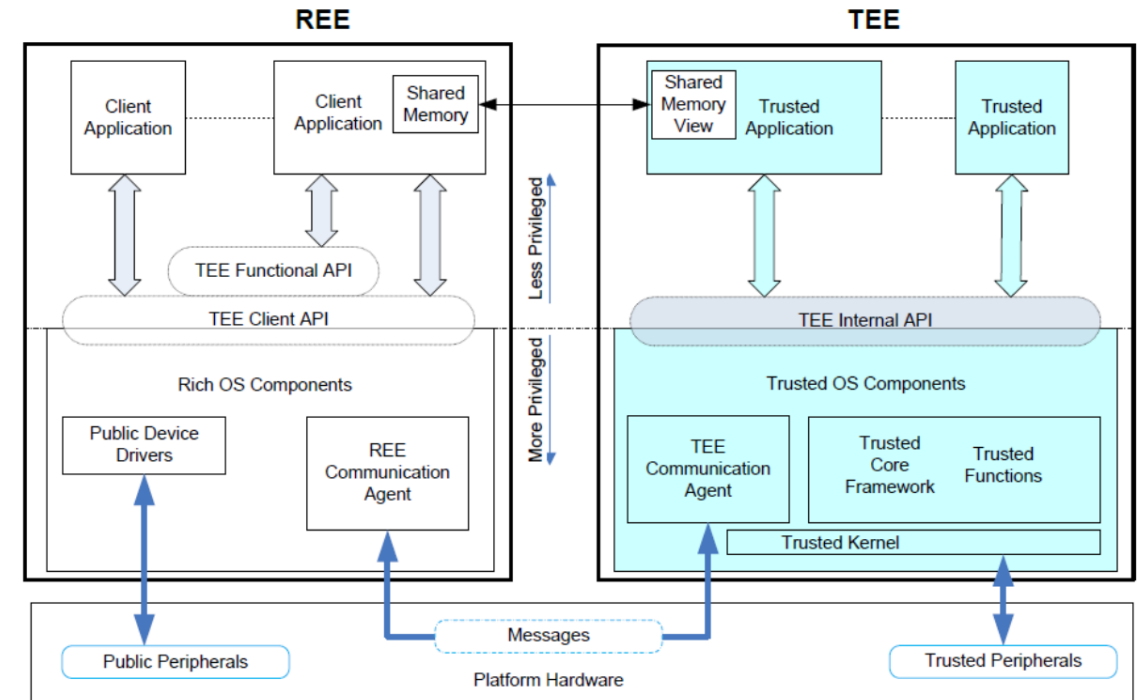 REE
TEE
Client
Application
Client
Application
Shared
Memory
Shared
Memory
View
Trusted
Application
Trusted
Application
Less Privileged
TEE Functional API
TEE Client API
TEE Internal API
More Privileged
Rich OS Components
Public Device
Drivers
REE
Communication
Agent
Trusted OS Components
TEE
Communication
Agent
Trusted
Core
Framework
Trusted
Functions
Trusted Kernel
Messages
Public Peripherals
Trusted Peripherals
Platform Hardware